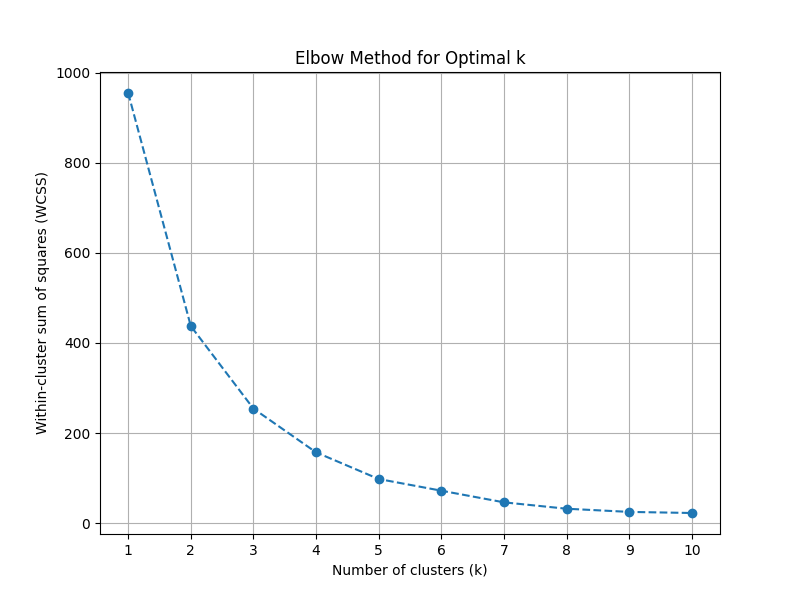 Elbow Method for Optimal k
Within-cluster sum of squares (WCSS)
1000
800
600
400
200
0
1 2 3 4 5 6 7 8 9 10
Number of clusters (k)